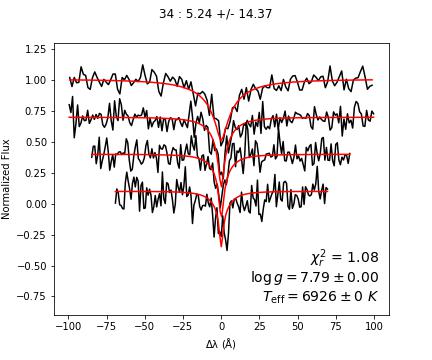 34 : 5.24 +/- 14.37
Normalized Flux
1.25
1.00
0.75
0.50
0.25
0.00
−0.25
−0.50
−0.75
χ²ᵣ = 1.08
log g = 7.79 ± 0.00
T_eff = 6926 ± 0 K
−100 −75 −50 −25 0 25 50 75 100
Δλ (Å)